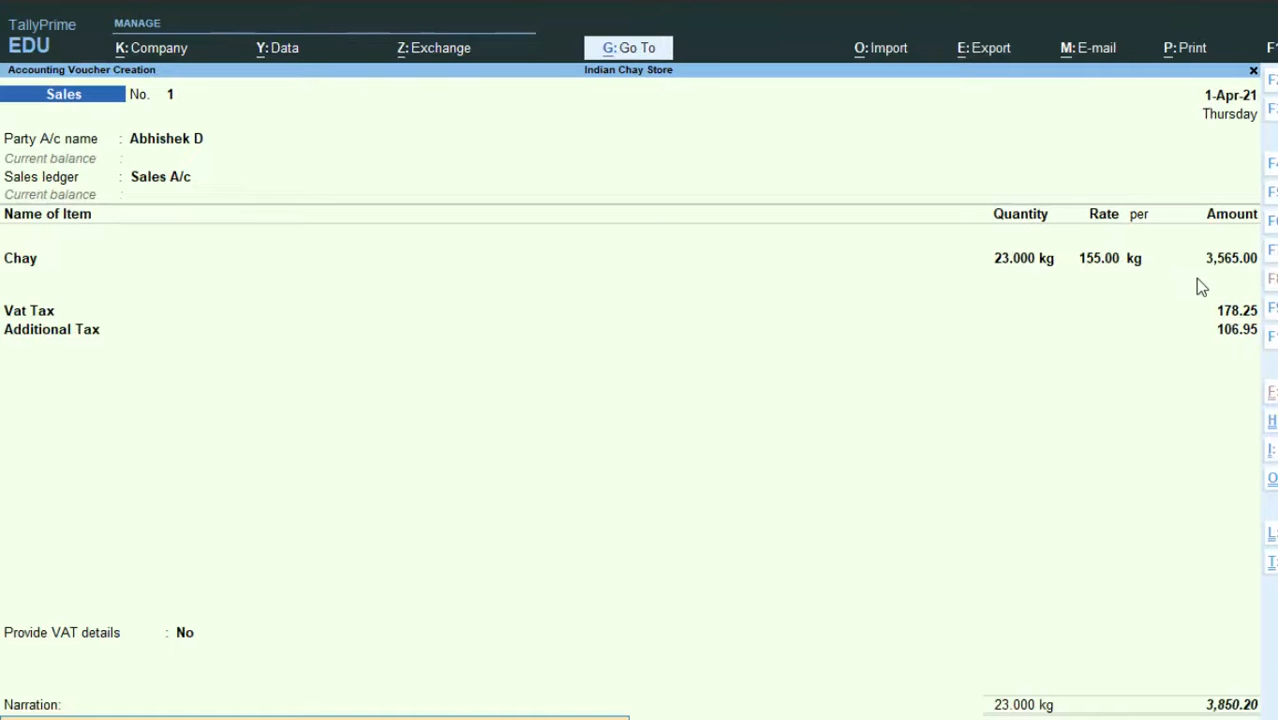 TallyPrime MANAGE
EDU K: Company Y: Data Z: Exchange G: Go To O: Import E: Export M: E-mail P: Print
Accounting Voucher Creation Indian Chay Store x
Sales No. 1 1-Apr-21
Thursday
Party A/c name : Abhishek D
Current balance :
Sales ledger : Sales A/c
Current balance :
Name of Item Quantity Rate per Amount
Chay 23.000 kg 155.00 kg 3,565.00
Vat Tax 178.25
Additional Tax 106.95
Provide VAT details : No
Narration: 23.000 kg 3,850.20